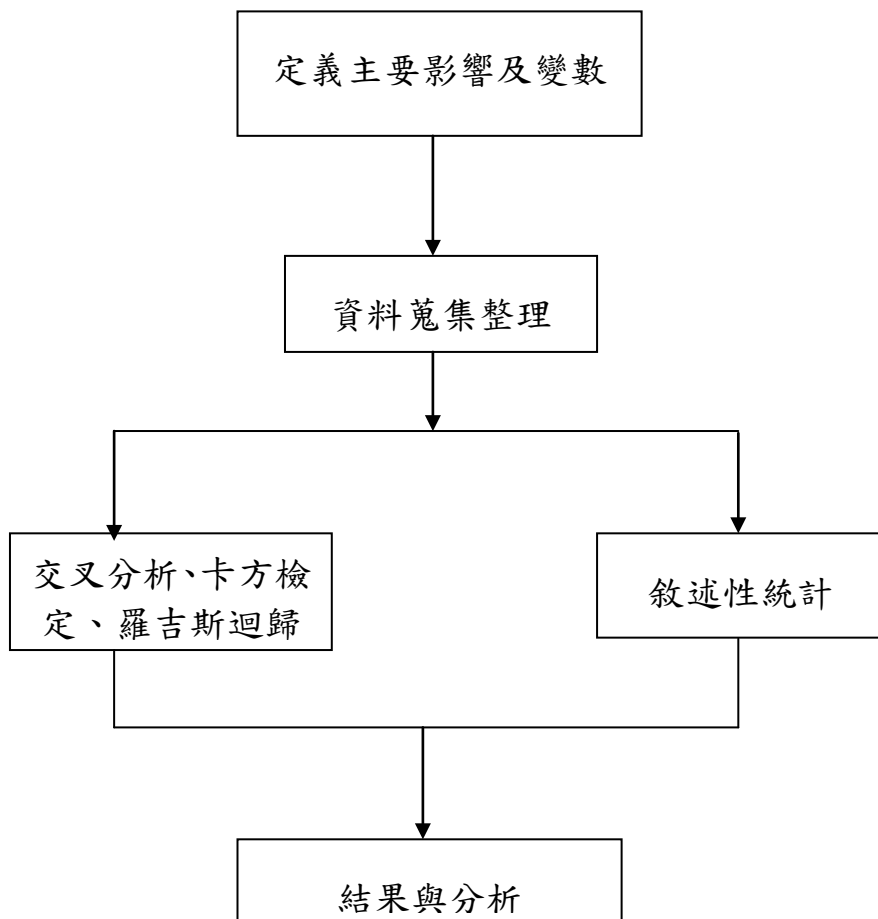 定義主要影響及變數
資料蒐集整理
交叉分析、卡方檢
定、羅吉斯迴歸
敘述性統計
結果與分析